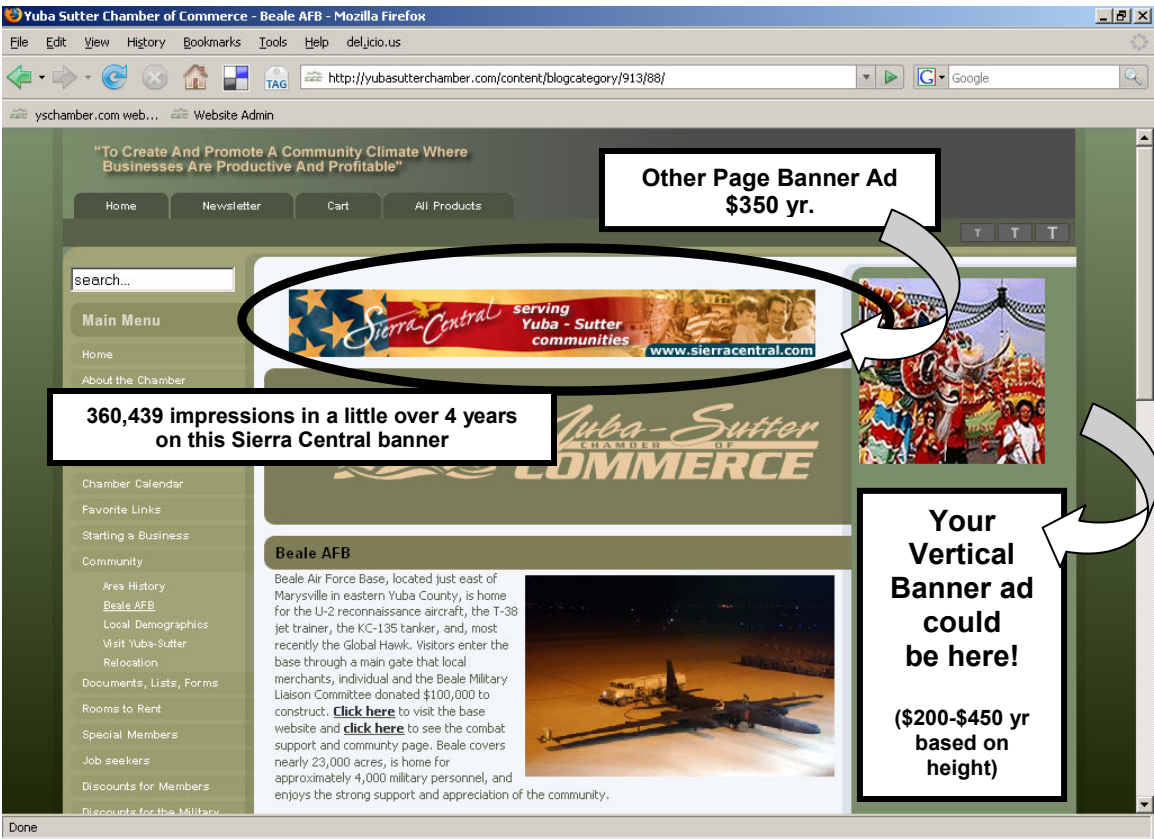 Yuba Sutter Chamber of Commerce - Beale AFB - Mozilla Firefox
File Edit View History Bookmarks Tools Help del.icio.us
TAG http://yubasutterchamber.com/content/blogcategory/913/88/ G Google
yschamber.com web... Website Admin
"To Create And Promote A Community Climate Where
Businesses Are Productive And Profitable"
Other Page Banner Ad
$350 yr.
Home Newsletter Cart All Products
T T T
search...
Sierra Central
serving
Yuba - Sutter
communities
www.sierracentral.com
Main Menu
Home
About the Chamber
360,439 impressions in a little over 4 years
on this Sierra Central banner
Yuba-Sutter
CHAMBER OF
COMMERCE
Chamber Calendar
Favorite Links
Starting a Business
Community
Area History
Beale AFB
Local Demographics
Visit Yuba-Sutter
Relocation
Documents, Lists, Forms
Rooms to Rent
Special Members
Job seekers
Discounts for Members
Discounts for the Military
Beale AFB
Beale Air Force Base, located just east of
Marysville in eastern Yuba County, is home
for the U-2 reconnaissance aircraft, the T-38
jet trainer, the KC-135 tanker, and, most
recently the Global Hawk. Visitors enter the
base through a main gate that local
merchants, individual and the Beale Military
Liaison Committee donated $100,000 to
construct. Click here to visit the base
website and click here to see the combat
support and communty page. Beale covers
nearly 23,000 acres, is home for
approximately 4,000 military personnel, and
enjoys the strong support and appreciation of the community.
Your
Vertical
Banner ad
could
be here!
($200-$450 yr
based on
height)
Done